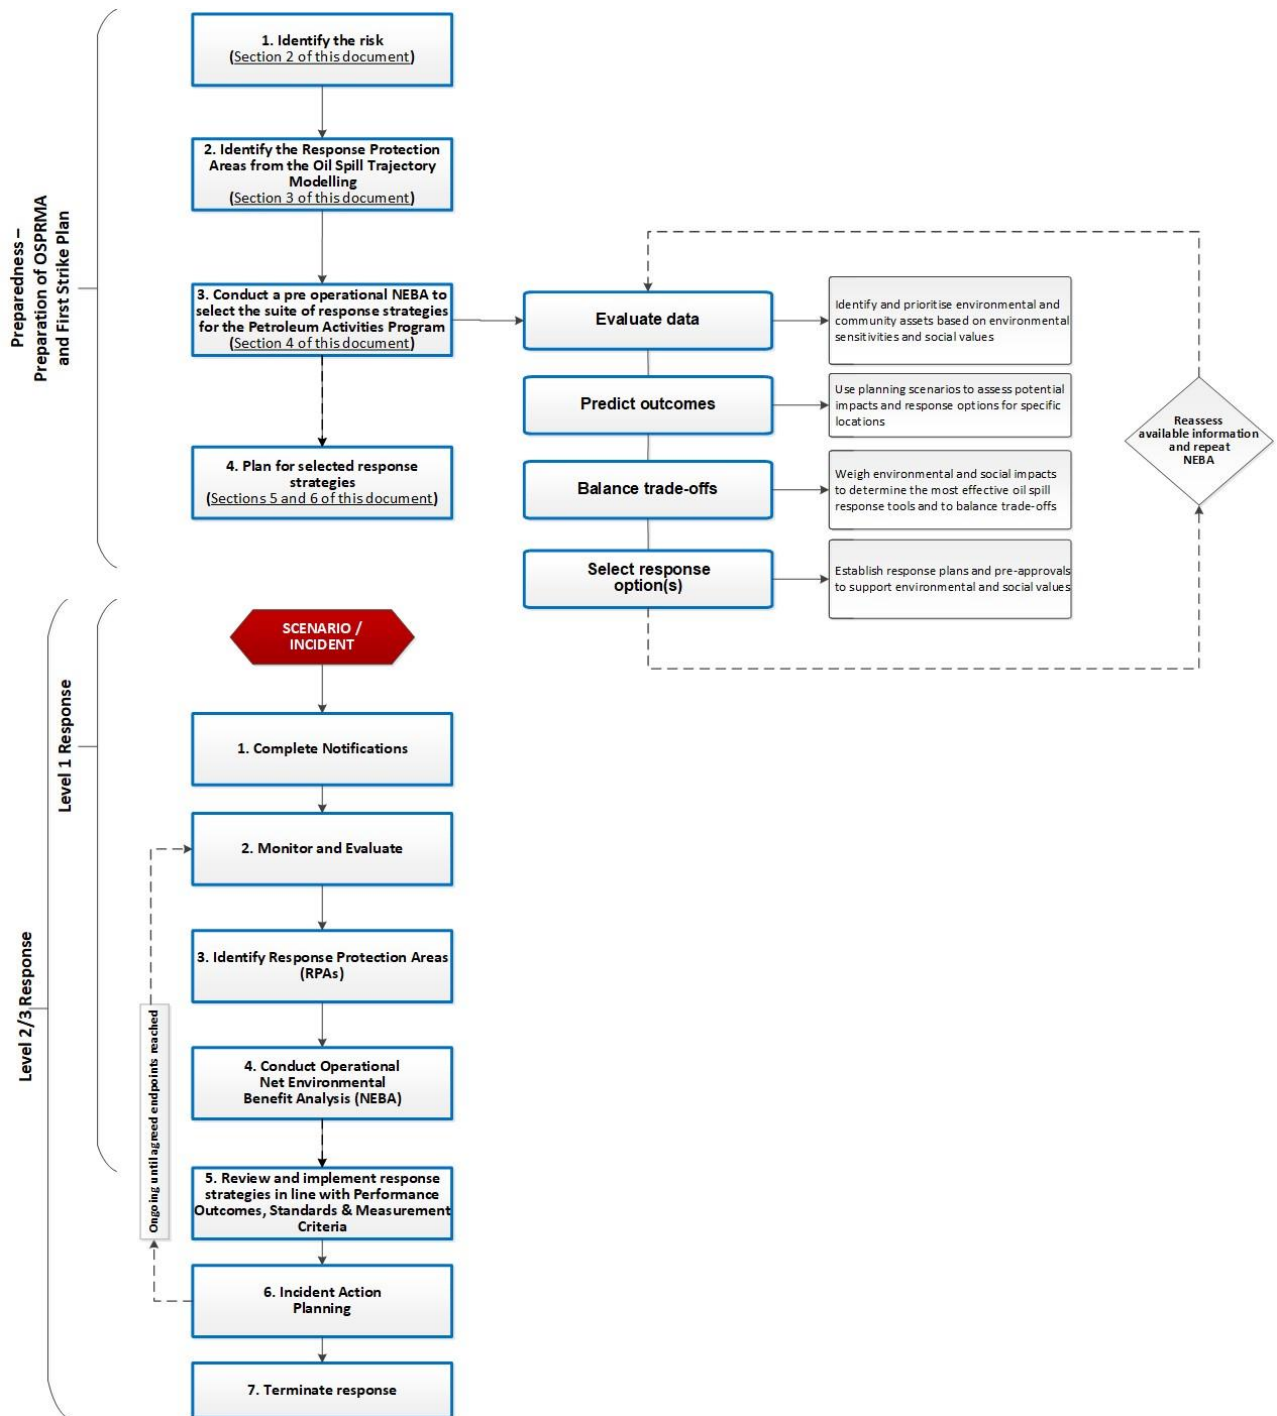 Preparedness –
Preparation of OSPRMA
and First Strike Plan
1. Identify the risk
(Section 2 of this document)
2. Identify the Response Protection
Areas from the Oil Spill Trajectory
Modelling
(Section 3 of this document)
3. Conduct a pre operational NEBA to
select the suite of response strategies
for the Petroleum Activities Program
(Section 4 of this document)
4. Plan for selected response
strategies
(Sections 5 and 6 of this document)
Evaluate data
Identify and prioritise environmental and
community assets based on environmental
sensitivities and social values
Predict outcomes
Use planning scenarios to assess potential
impacts and response options for specific
locations
Balance trade-offs
Weigh environmental and social impacts
to determine the most effective oil spill
response tools and to balance trade-offs
Select response
option(s)
Establish response plans and pre-approvals
to support environmental and social values
Reassess
available information
and repeat
NEBA
Level 2/3 Response
Level 1 Response
SCENARIO /
INCIDENT
1. Complete Notifications
2. Monitor and Evaluate
3. Identify Response Protection Areas
(RPAs)
4. Conduct Operational
Net Environmental
Benefit Analysis (NEBA)
5. Review and implement response
strategies in line with Performance
Outcomes, Standards & Measurement
Criteria
6. Incident Action
Planning
7. Terminate response
Ongoing until agreed endpoints reached